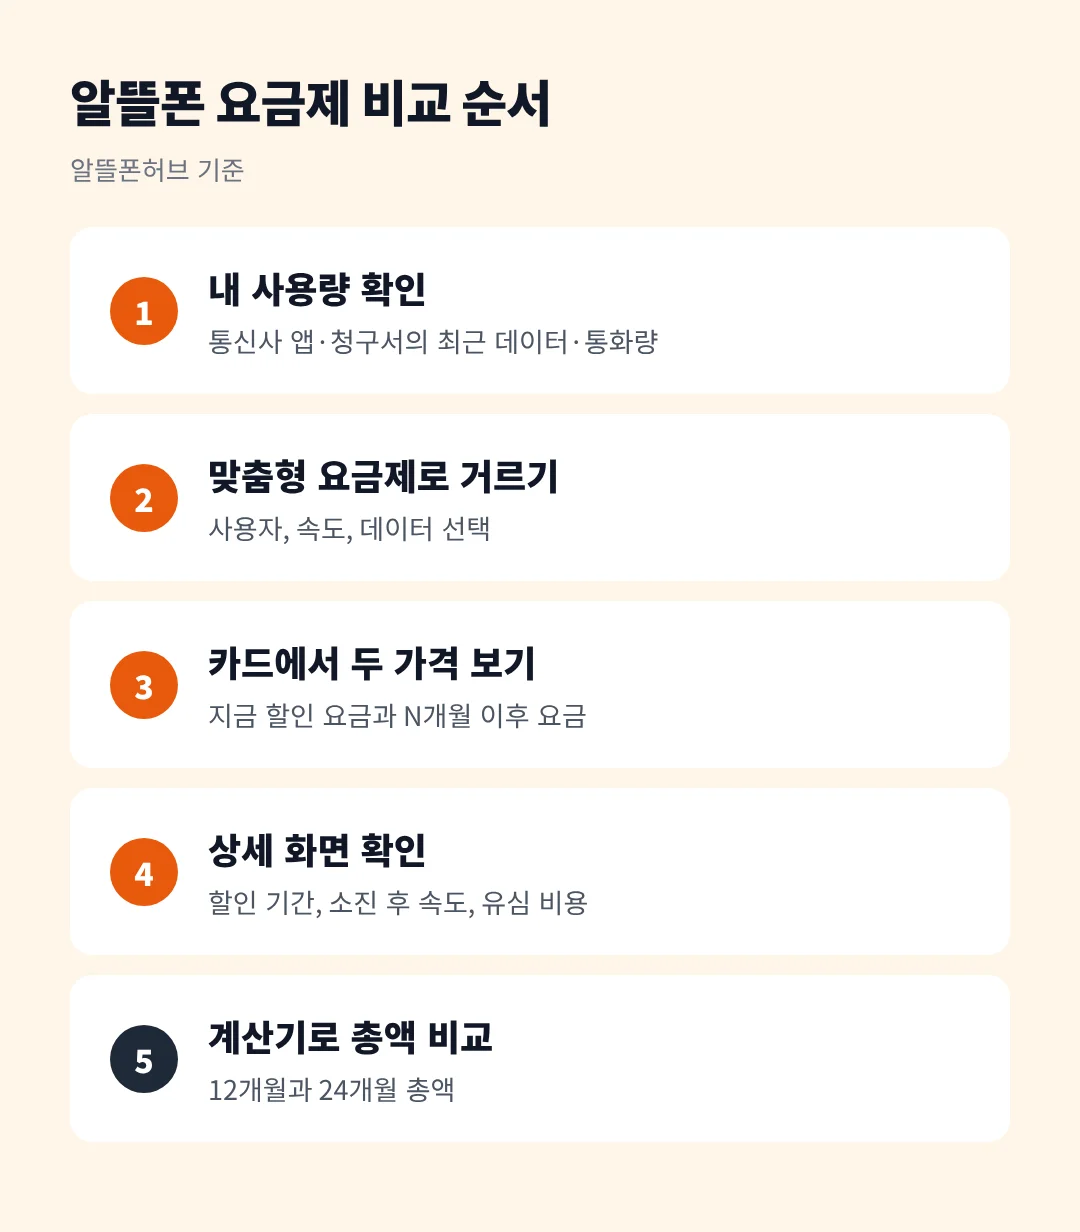 알뜰폰 요금제 비교 순서
알뜰폰허브 기준
1
내 사용량 확인
통신사 앱·청구서의 최근 데이터·통화량
2
맞춤형 요금제로 거르기
사용자, 속도, 데이터 선택
3
카드에서 두 가격 보기
지금 할인 요금과 N개월 이후 요금
4
상세 화면 확인
할인 기간, 소진 후 속도, 유심 비용
5
계산기로 총액 비교
12개월과 24개월 총액